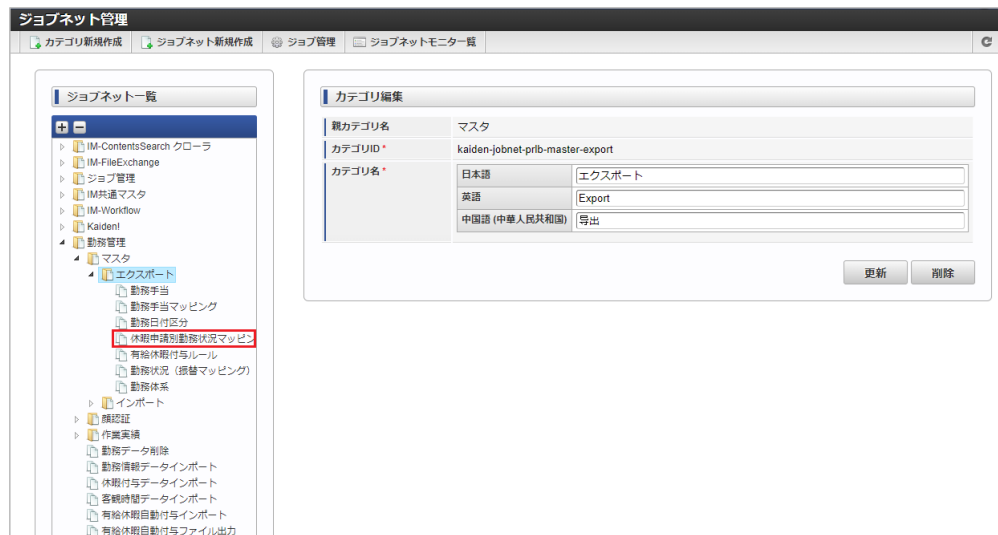 ジョブネット管理
カテゴリ新規作成 ジョブネット新規作成 ジョブ管理 ジョブネットモニタ一覧
ジョブネット一覧
IM-ContentsSearch クローラ
IM-FileExchange
ジョブ管理
IM共通マスタ
IM-Workflow
Kaiden!
勤務管理
マスタ
エクスポート
勤務手当
勤務手当マッピング
勤務日付区分
休暇申請別勤務状況マッピン
有給休暇付与ルール
勤務状況（振替マッピング）
勤務体系
インポート
顔認証
作業実績
勤務データ削除
勤務情報データインポート
休暇付与データインポート
客観時間データインポート
有給休暇自動付与インポート
有給休暇自動付与ファイル出力
カテゴリ編集
親カテゴリ名 マスタ
カテゴリID * kaiden-jobnet-prlb-master-export
カテゴリ名 * 日本語 エクスポート
英語 Export
中国語 (中華人民共和国) 导出
更新 削除